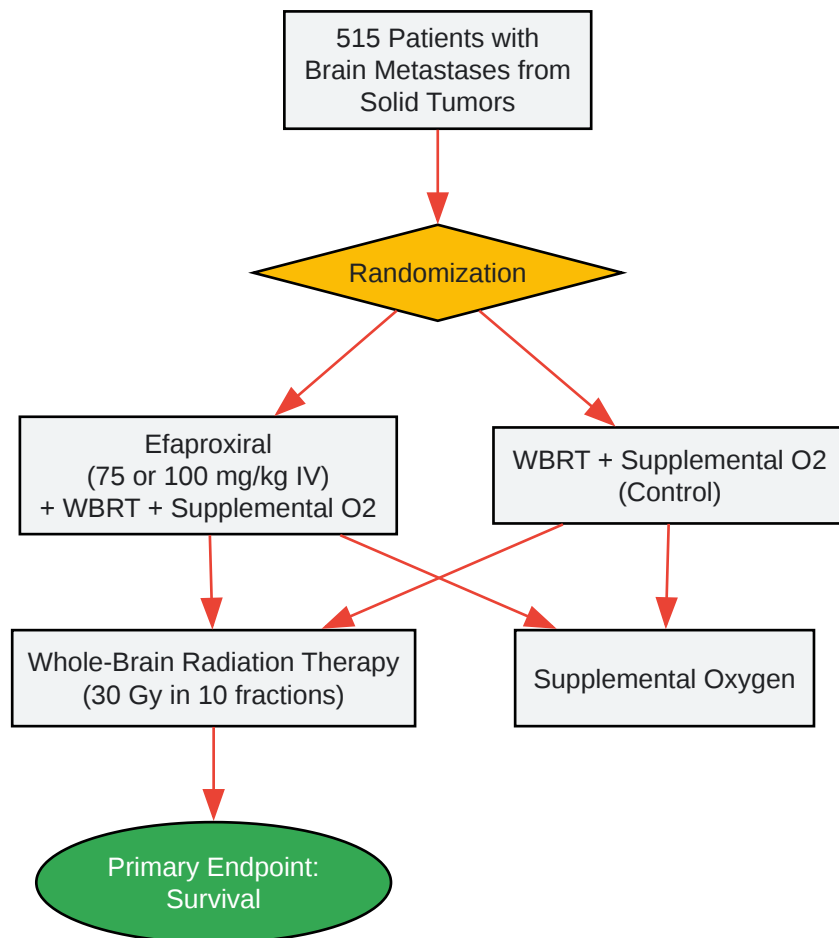 515 Patients with
Brain Metastases from
Solid Tumors
Randomization
Efaproxiral
(75 or 100 mg/kg IV)
+ WBRT + Supplemental O2
WBRT + Supplemental O2
(Control)
Whole-Brain Radiation Therapy
(30 Gy in 10 fractions)
Supplemental Oxygen
Primary Endpoint:
Survival